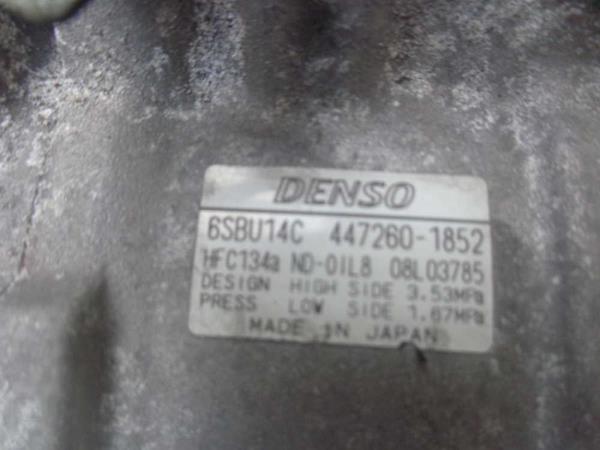 DENSO
6SBU14C 447260-1852
HFC134a ND-OIL8 08L03785
DESIGN HIGH SIDE 3.53MPa
PRESS LOW SIDE 1.67MPa
MADE IN JAPAN